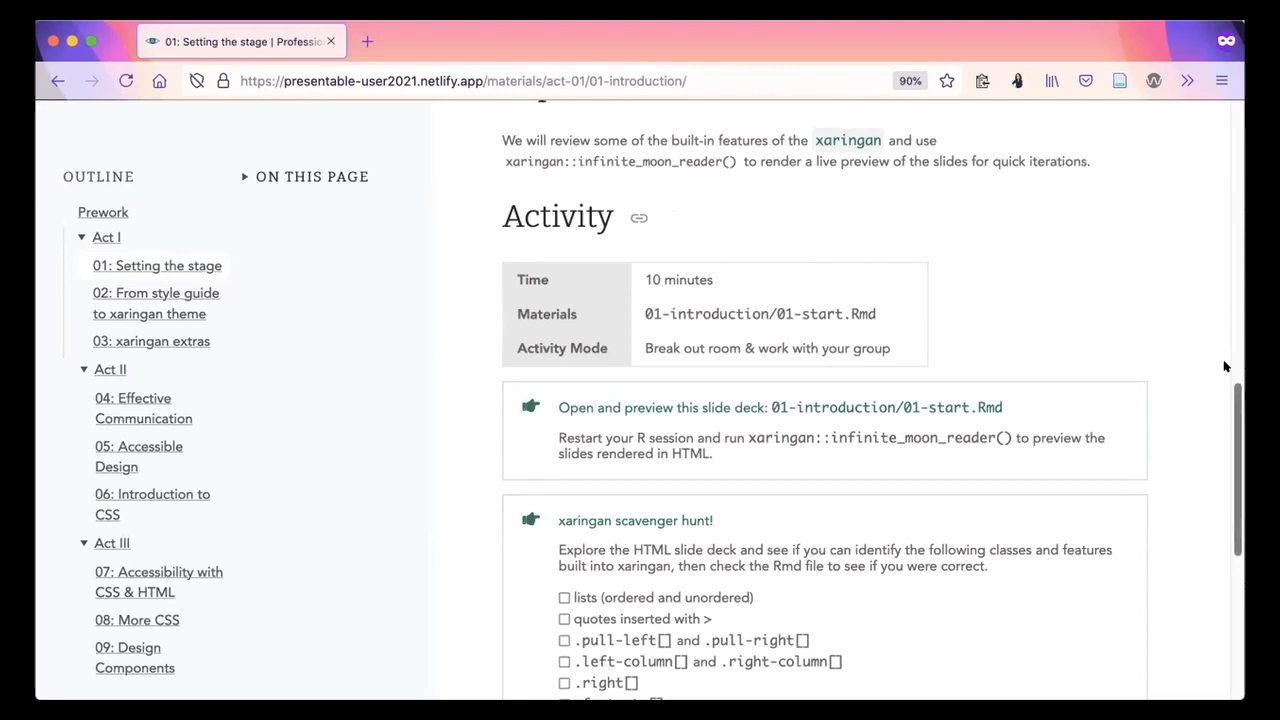 01: Setting the stage | Professio
https://presentable-user2021.netlify.app/materials/act-01/01-introduction/
90%
OUTLINE
ON THIS PAGE
Prework
Act I
01: Setting the stage
02: From style guide
to xaringan theme
03: xaringan extras
Act II
04: Effective
Communication
05: Accessible
Design
06: Introduction to
CSS
Act III
07: Accessibility with
CSS & HTML
08: More CSS
09: Design
Components
We will review some of the built-in features of the xaringan and use
xaringan::infinite_moon_reader() to render a live preview of the slides for quick iterations.
Activity
Time 10 minutes
Materials 01-introduction/01-start.Rmd
Activity Mode Break out room & work with your group
Open and preview this slide deck: 01-introduction/01-start.Rmd
Restart your R session and run xaringan::infinite_moon_reader() to preview the
slides rendered in HTML.
xaringan scavenger hunt!
Explore the HTML slide deck and see if you can identify the following classes and features
built into xaringan, then check the Rmd file to see if you were correct.
lists (ordered and unordered)
quotes inserted with >
.pull-left[] and .pull-right[]
.left-column[] and .right-column[]
.right[]